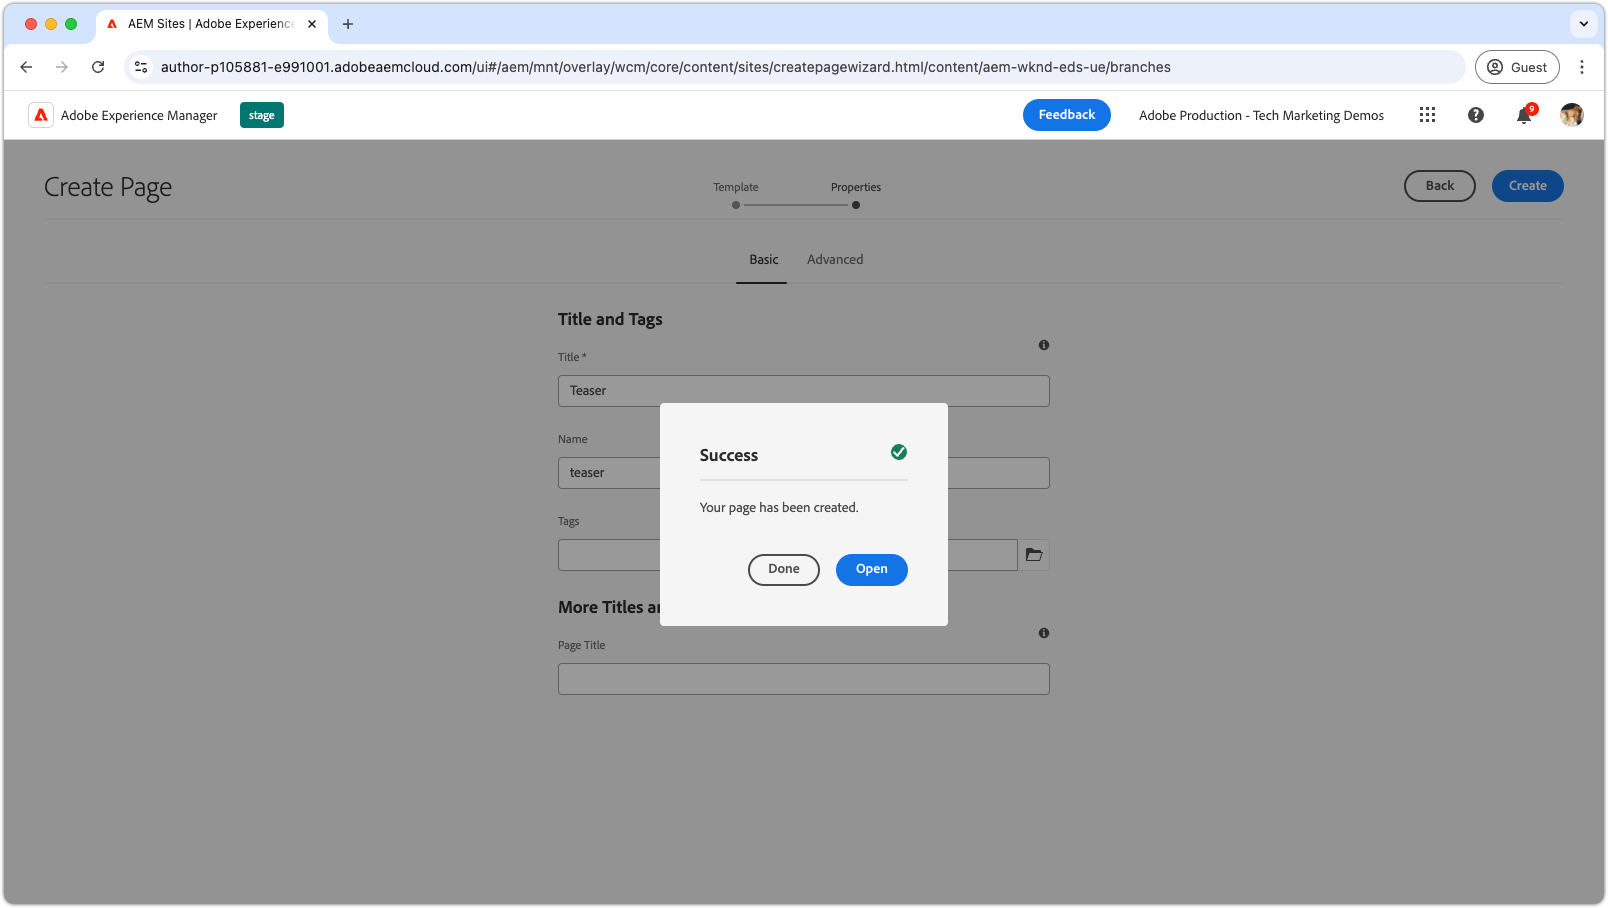 AEM Sites | Adobe Experience
author-p105881-e991001.adobeaemcloud.com/ui#/aem/mnt/overlay/wcm/core/content/sites/createpagewizard.html/content/aem-wknd-eds-ue/branches
Guest
Adobe Experience Manager
stage
Feedback
Adobe Production - Tech Marketing Demos
9
Create Page
Template
Properties
Back
Create
Basic
Advanced
Title and Tags
Title *
Teaser
Name
teaser
Tags
Success
Your page has been created.
Done
Open
More Titles a
Page Title